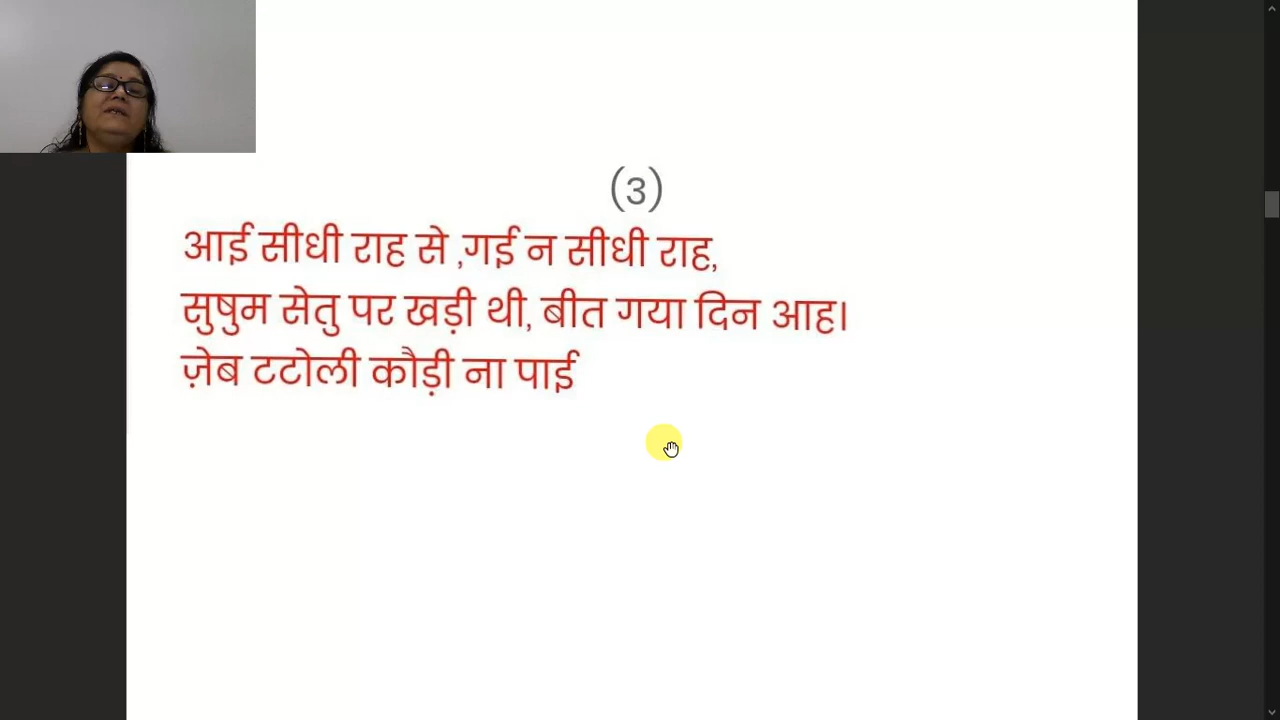 (3)
आई सीधी राह से ,गई न सीधी राह,
सुषुम सेतु पर खड़ी थी, बीत गया दिन आह।
ज़ेब टटोली कौड़ी ना पाई